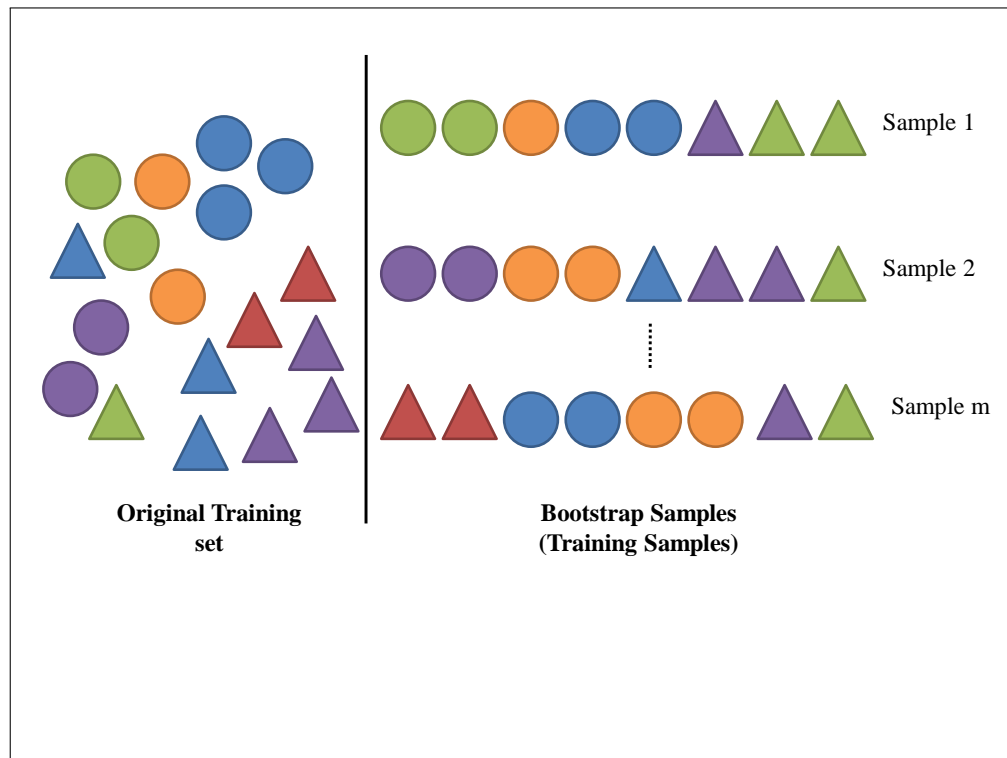 Sample 1
Sample 2
Sample m
Original Training
set
Bootstrap Samples
(Training Samples)